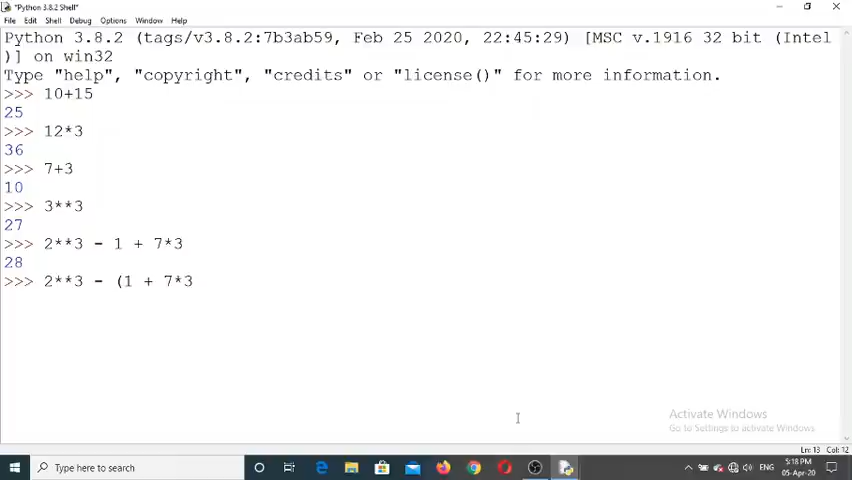 *Python 3.8.2 Shell*
File Edit Shell Debug Options Window Help
Python 3.8.2 (tags/v3.8.2:7b3ab59, Feb 25 2020, 22:45:29) [MSC v.1916 32 bit (Intel
)] on win32
Type "help", "copyright", "credits" or "license()" for more information.
>>> 10+15
25
>>> 12*3
36
>>> 7+3
10
>>> 3**3
27
>>> 2**3 - 1 + 7*3
28
>>> 2**3 - (1 + 7*3
Activate Windows
Go to Settings to activate Windows.
Ln: 13 Col: 12
Type here to search
ENG
5:18 PM
05-Apr-20